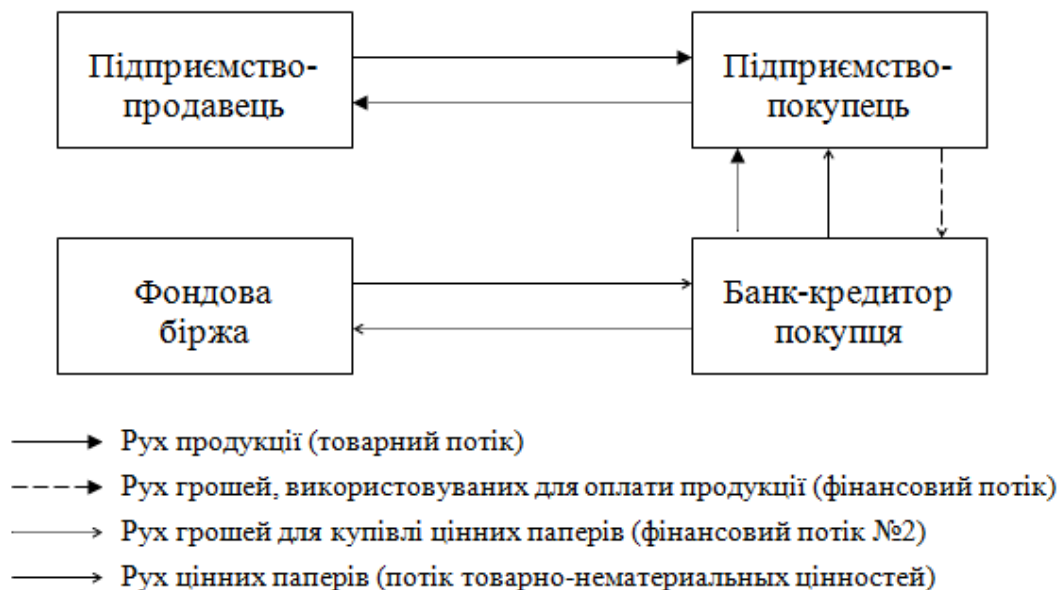 Підприємство-
продавець
Підприємство-
покупець
Фондова
біржа
Банк-кредитор
покупця
Рух продукції (товарний потік)
Рух грошей, використовуваних для оплати продукції (фінансовий потік)
Рух грошей для купівлі цінних паперів (фінансовий потік №2)
Рух цінних паперів (потік товарно-нематериальних цінностей)